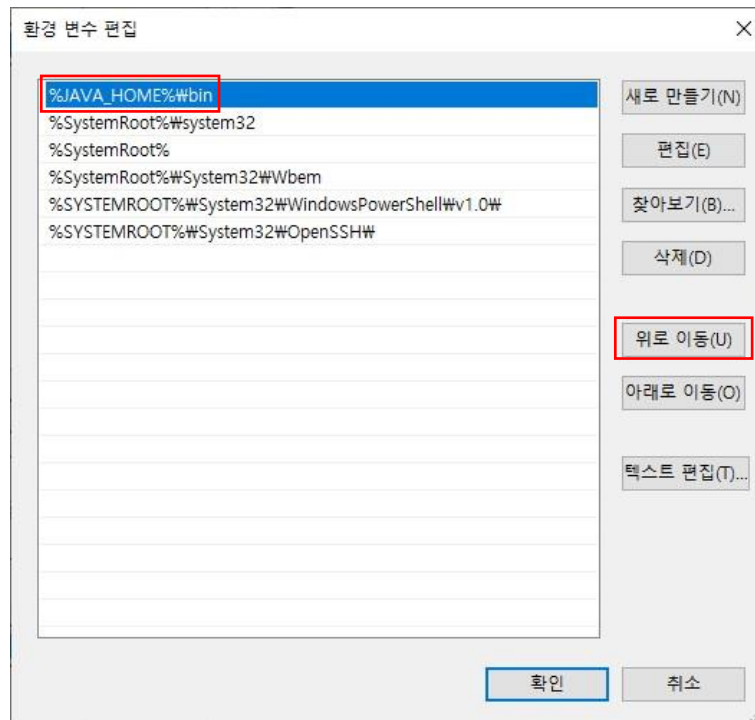 환경 변수 편집
%JAVA_HOME%₩bin
%SystemRoot%₩system32
%SystemRoot%
%SystemRoot%₩System32₩Wbem
%SYSTEMROOT%₩System32₩WindowsPowerShell₩v1.0₩
%SYSTEMROOT%₩System32₩OpenSSH₩
새로 만들기(N)
편집(E)
찾아보기(B)...
삭제(D)
위로 이동(U)
아래로 이동(O)
텍스트 편집(T)...
확인
취소